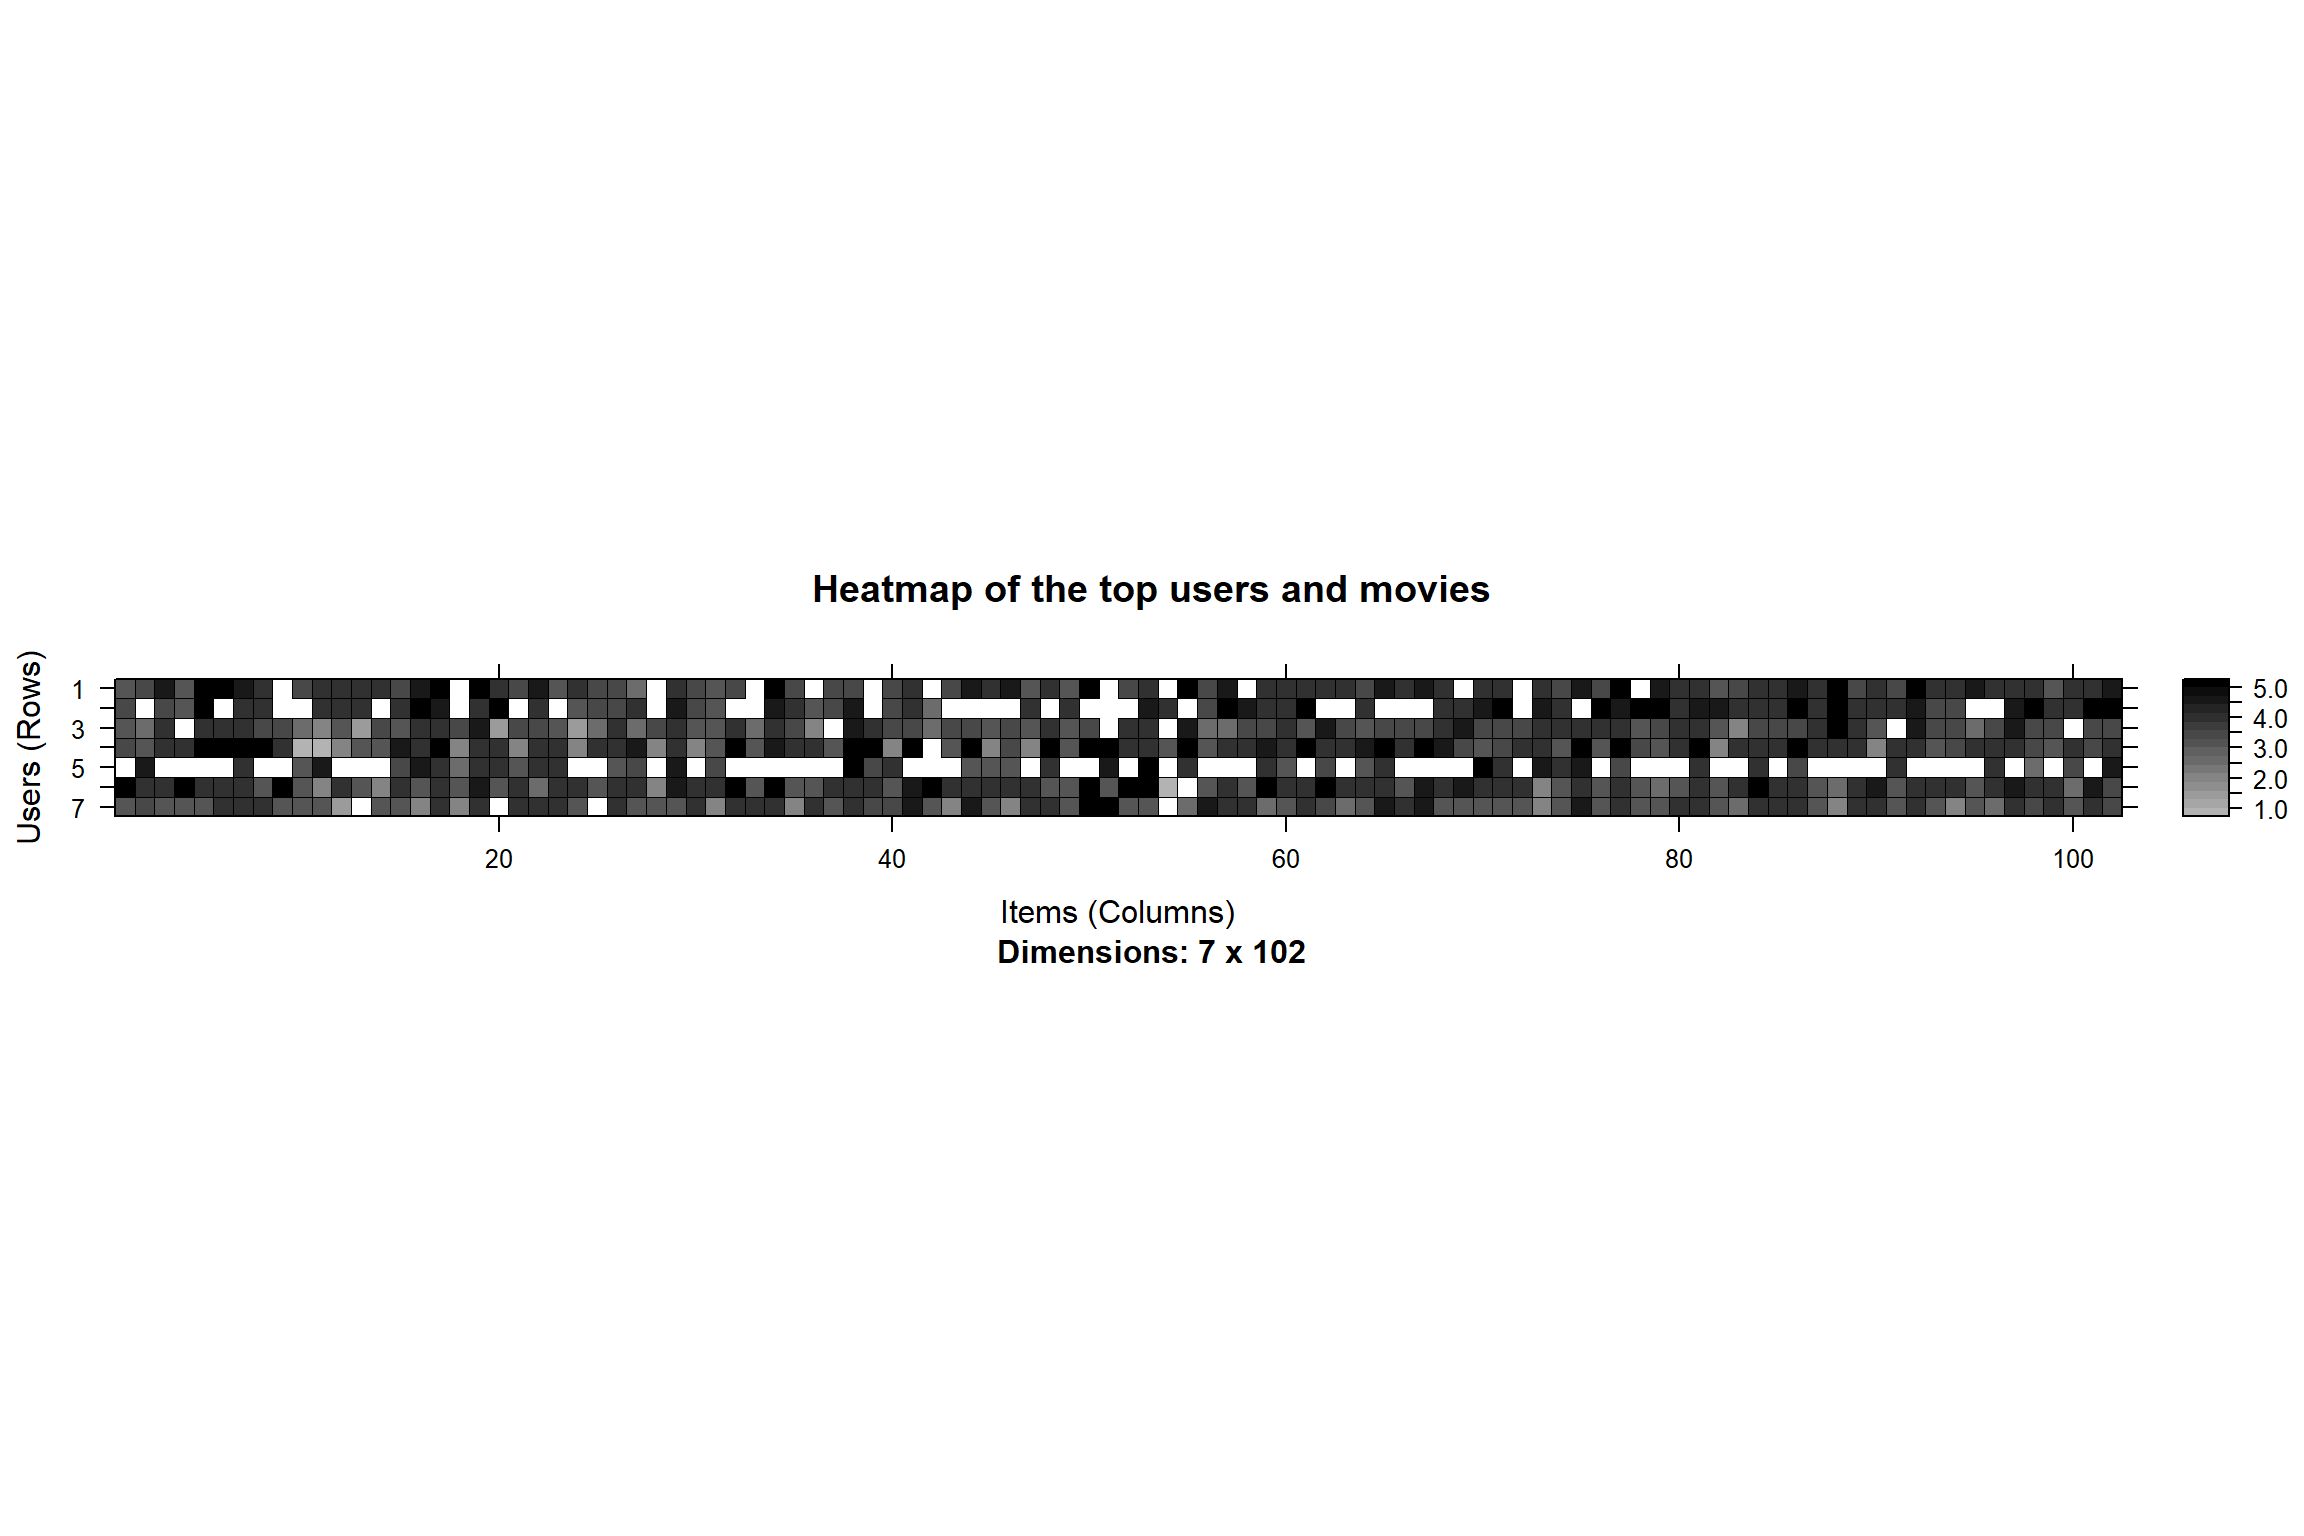 Heatmap of the top users and movies
Users (Rows)
1
3
5
7
20 40 60 80 100
Items (Columns)
Dimensions: 7 x 102
5.0
4.0
3.0
2.0
1.0